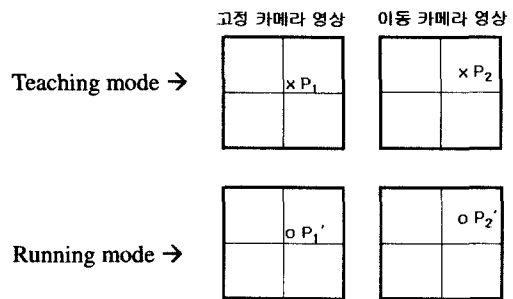 고정 카메라 영상 이동 카메라 영상
Teaching mode → x P₁ x P₂
Running mode → o P₁′ o P₂′